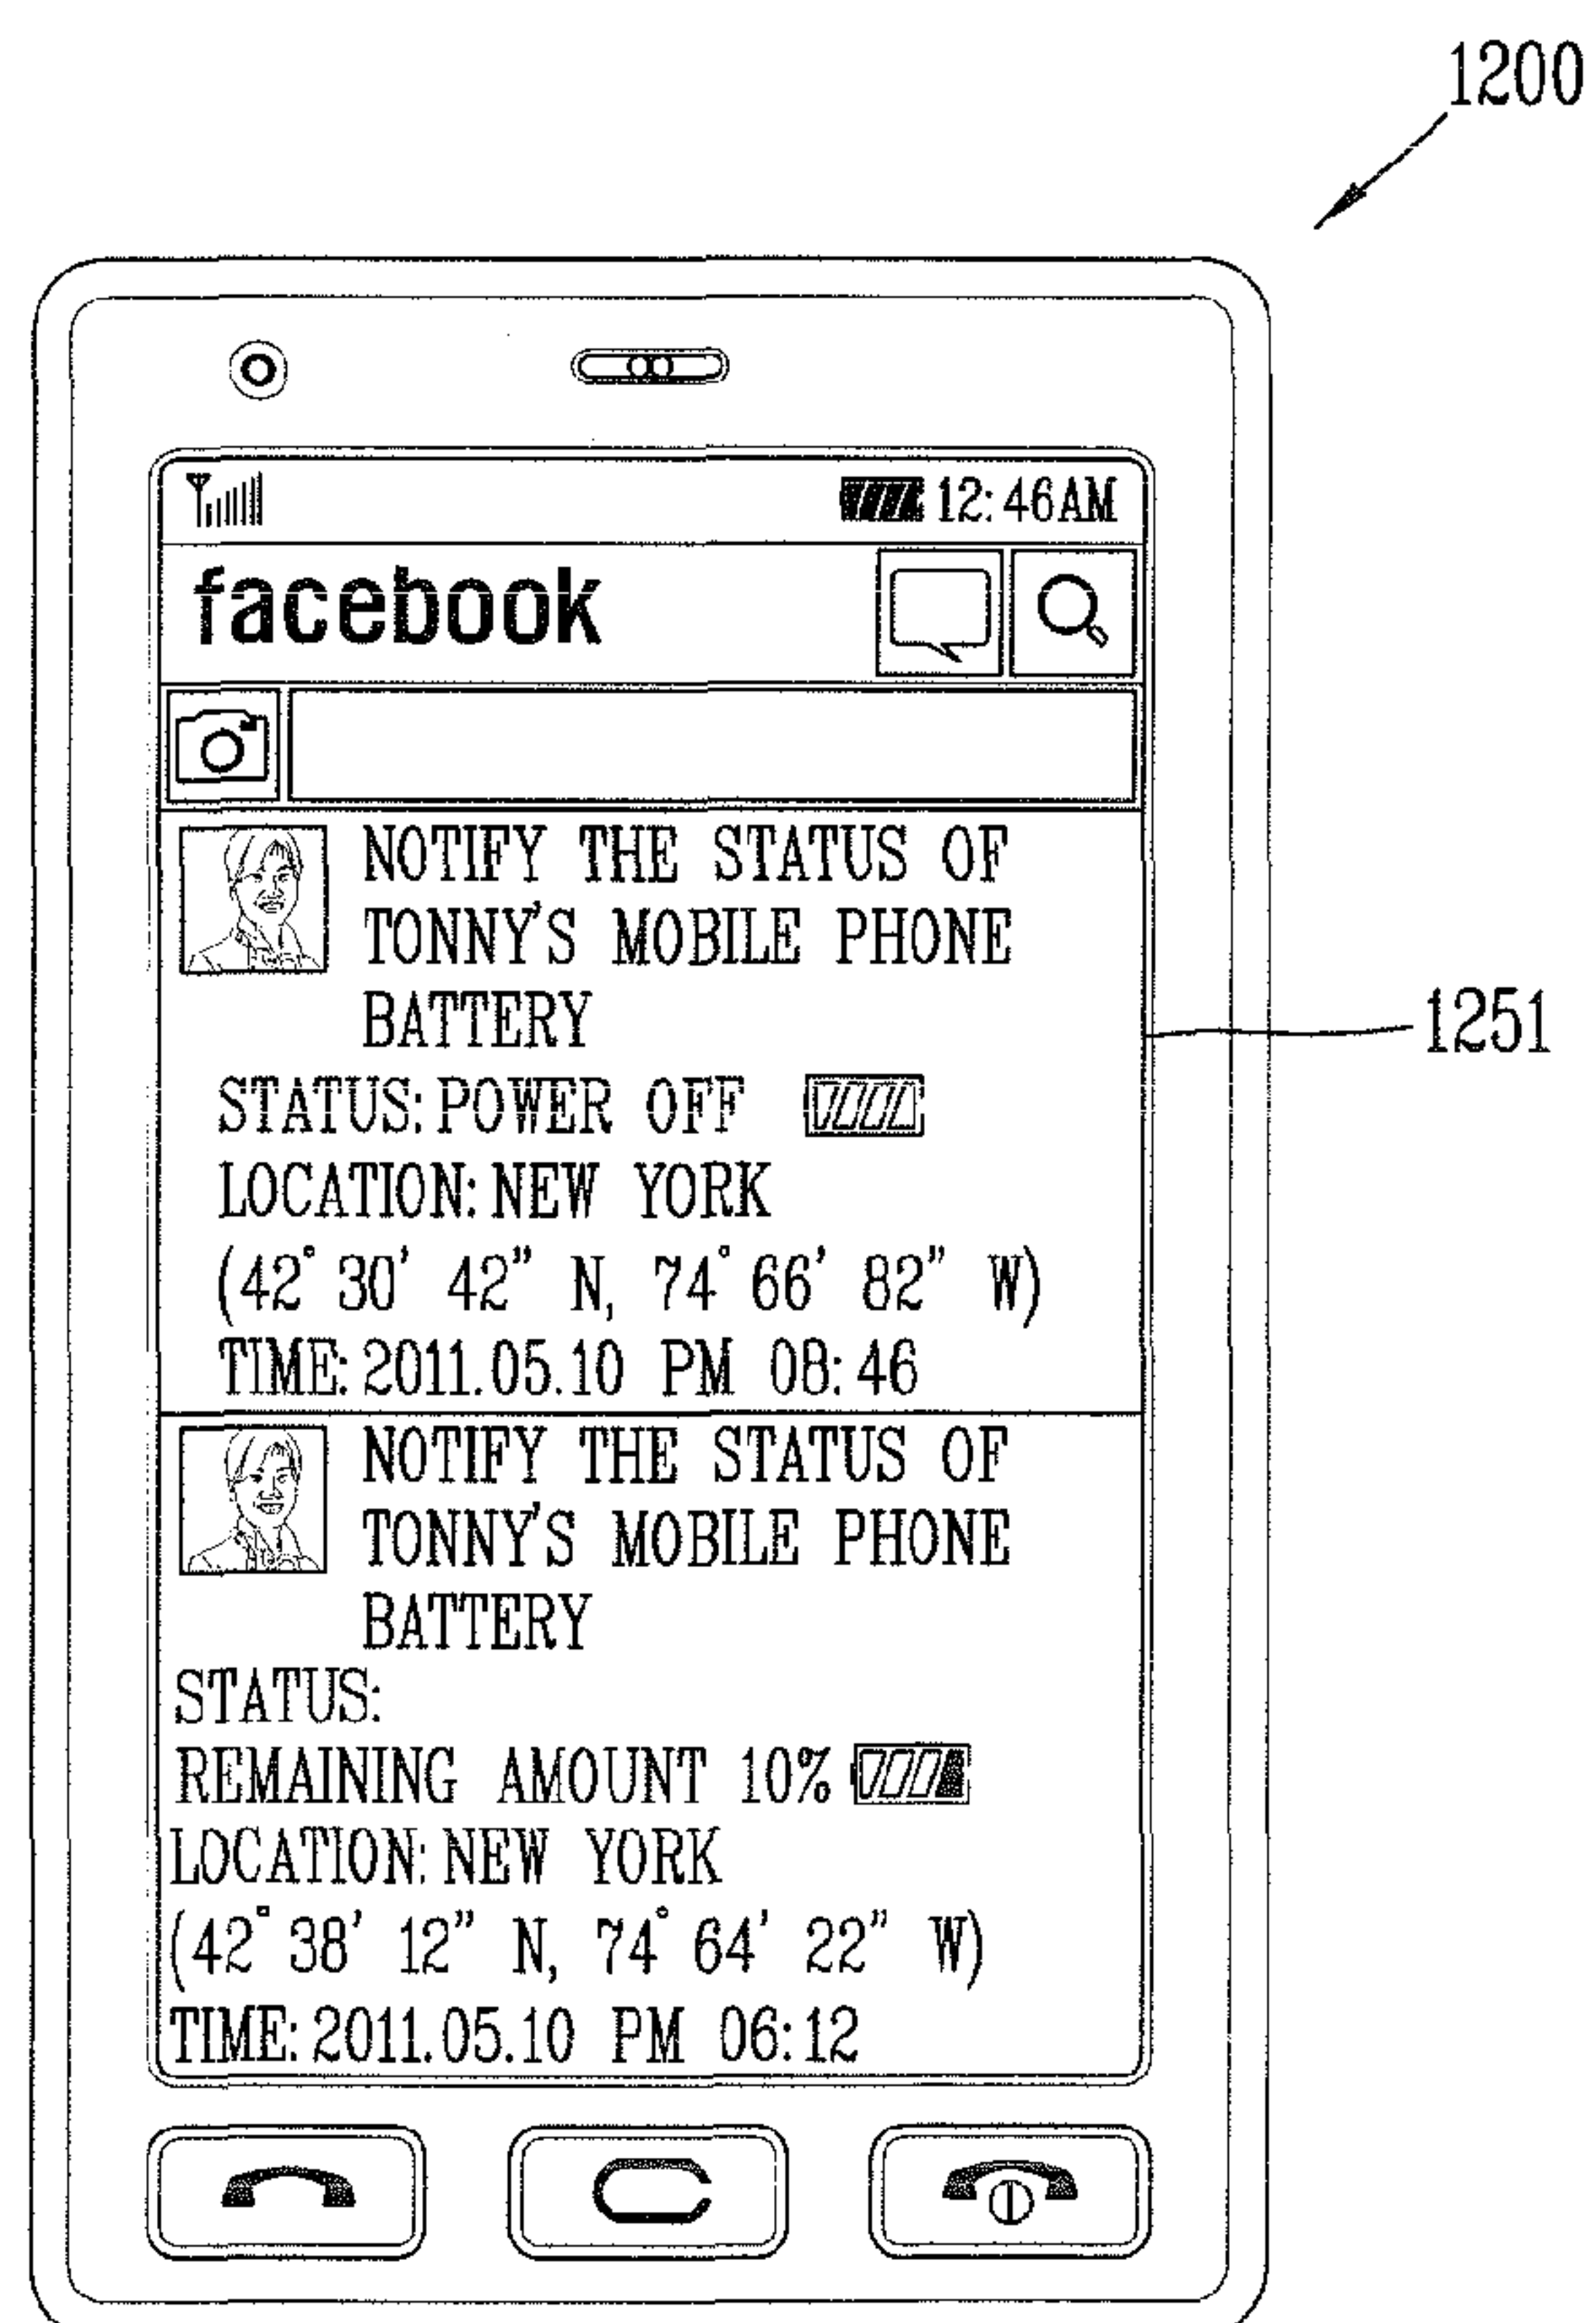 1200
12:46AM
facebook
NOTIFY THE STATUS OF
TONNY'S MOBILE PHONE
BATTERY
1251
STATUS: POWER OFF
LOCATION: NEW YORK
(42° 30' 42" N, 74° 66' 82" W)
TIME: 2011.05.10 PM 08:46
NOTIFY THE STATUS OF
TONNY'S MOBILE PHONE
BATTERY
STATUS:
REMAINING AMOUNT 10%
LOCATION: NEW YORK
(42° 38' 12" N, 74° 64' 22" W)
TIME: 2011.05.10 PM 06:12